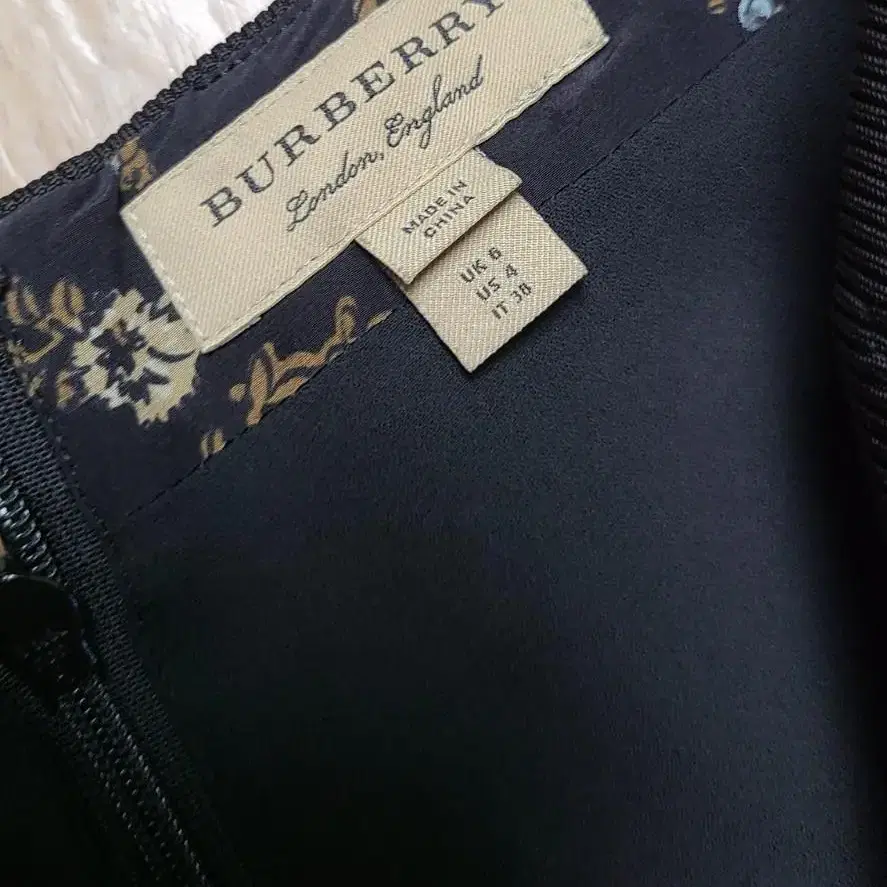 BURBERRY
London, England
MADE IN
CHINA
UK 6
US 4
IT 38